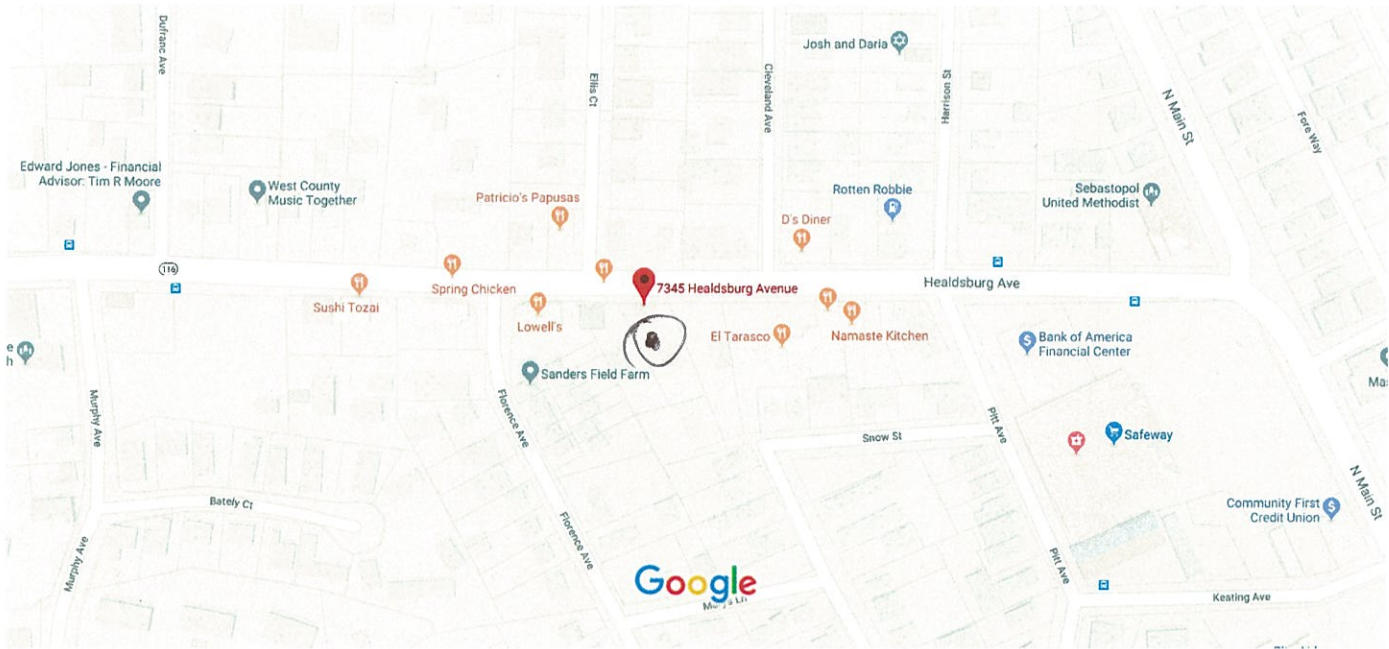 Dufranc Ave
Ellis Ct
Cleveland Ave
Josh and Daria
Harrison St
N Main St
Fore Way
Edward Jones - Financial
Advisor: Tim R Moore
West County
Music Together
Patricio's Papusas
Rotten Robbie
D's Diner
Sebastopol
United Methodist
116
Sushi Tozai
Spring Chicken
Lowell's
7345 Healdsburg Avenue
Healdsburg Ave
El Tarasco
Namaste Kitchen
Bank of America
Financial Center
e
h
Sanders Field Farm
Ma
Murphy Ave
Florence Ave
Snow St
Pitt Ave
Safeway
Bately Ct
N Main St
Community First
Credit Union
Murphy Ave
Florence Ave
Google
Pitt Ave
Keating Ave